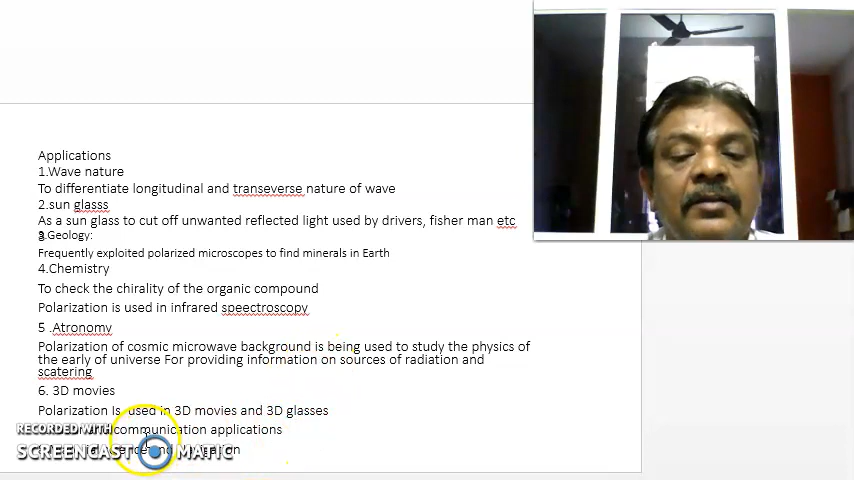 Applications
1.Wave nature
To differentiate longitudinal and transeverse nature of wave
2.sun glasss
As a sun glass to cut off unwanted reflected light used by drivers, fisher man etc
3.Geology:
Frequently exploited polarized microscopes to find minerals in Earth
4.Chemistry
To check the chirality of the organic compound
Polarization is used in infrared speectroscopy
5 .Atronomy
Polarization of cosmic microwave background is being used to study the physics of
the early of universe For providing information on sources of radiation and
scatering
6. 3D movies
Polarization Is used in 3D movies and 3D glasses
communication applications
RECORDED WITH
SCREENCAST MATIC